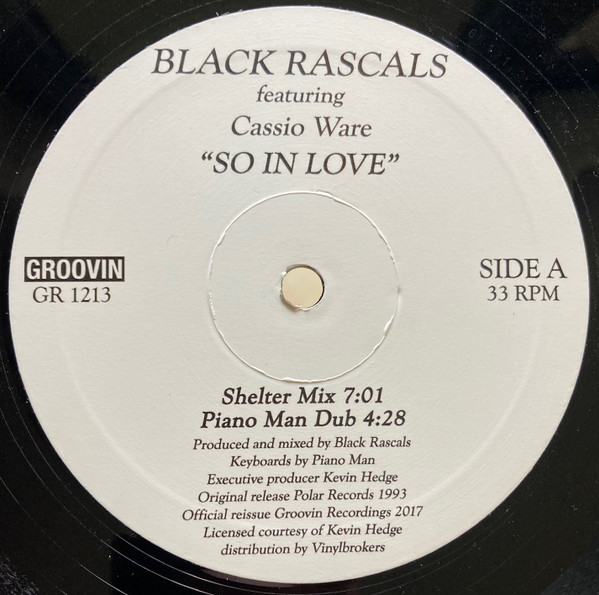 BLACK RASCALS
featuring
Cassio Ware
“SO IN LOVE”
GROOVIN
GR 1213
SIDE A
33 RPM
Shelter Mix 7:01
Piano Man Dub 4:28
Produced and mixed by Black Rascals
Keyboards by Piano Man
Executive producer Kevin Hedge
Original release Polar Records 1993
Official reissue Groovin Recordings 2017
Licensed courtesy of Kevin Hedge
distribution by Vinylbrokers